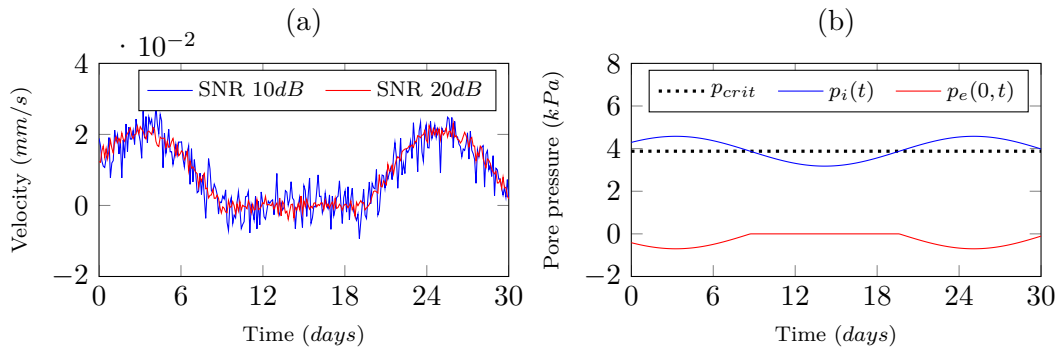 (a)
· 10⁻²
Velocity (mm/s)
4
2
0
−2
SNR 10dB
SNR 20dB
0 6 12 18 24 30
Time (days)
(b)
Pore pressure (kPa)
8
6
4
2
0
−2
p_crit
p_i(t)
p_e(0, t)
0 6 12 18 24 30
Time (days)